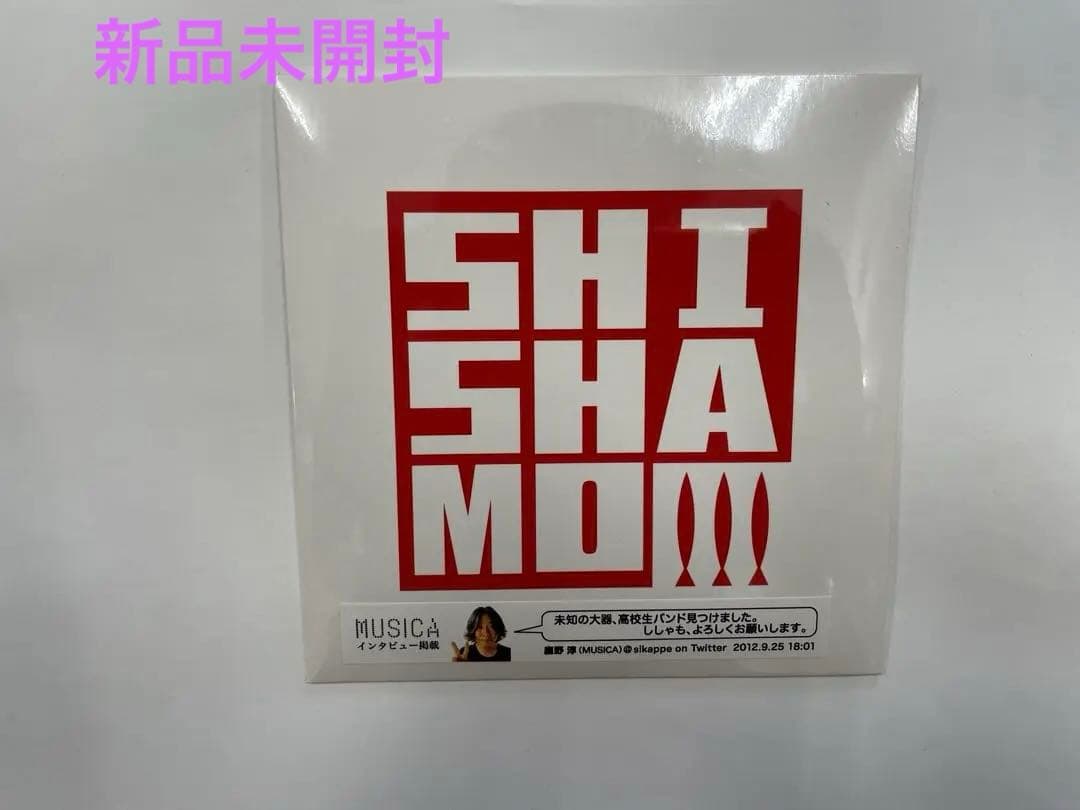 新品未開封
SHI
SHA
MO
MUSICA
インタビュー掲載
未知の大器、高校生バンド見つけました。
ししゃも、よろしくお願いします。
鹿野 淳(MUSICA)@sikappe on Twitter 2012.9.25 18:01